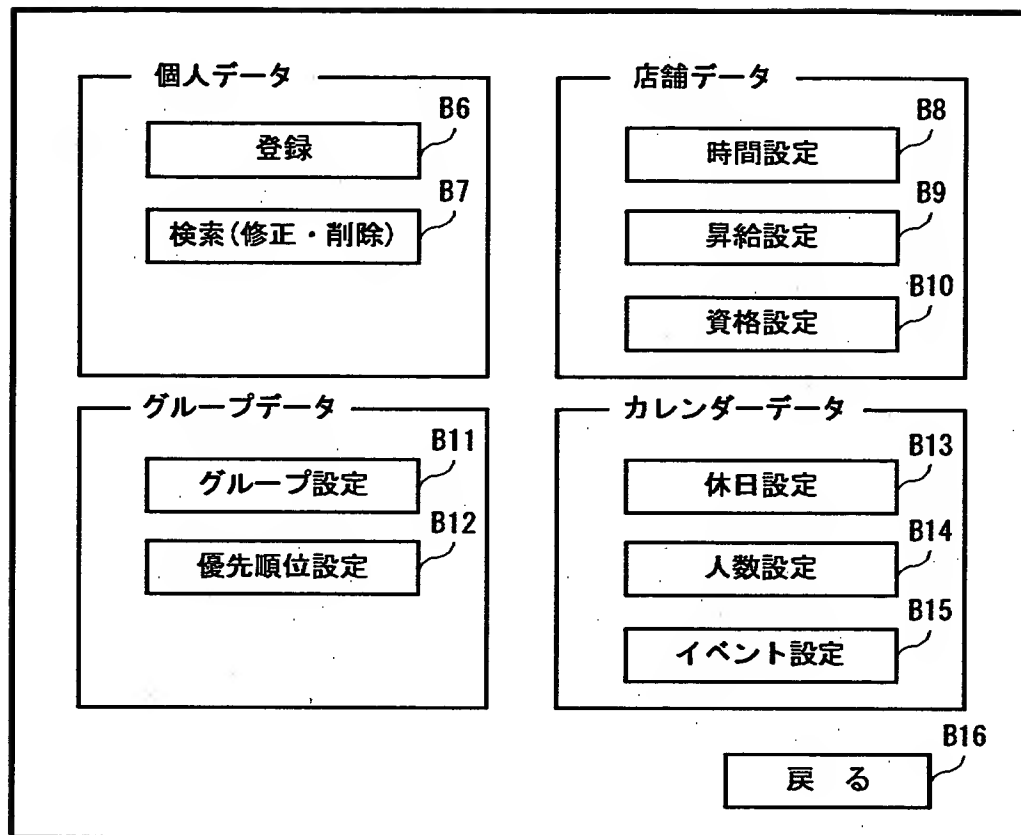 個人データ
B6
登録
B7
検索(修正・削除)
店舗データ
B8
時間設定
B9
昇給設定
B10
資格設定
グループデータ
B11
グループ設定
B12
優先順位設定
カレンダーデータ
B13
休日設定
B14
人数設定
B15
イベント設定
B16
戻 る